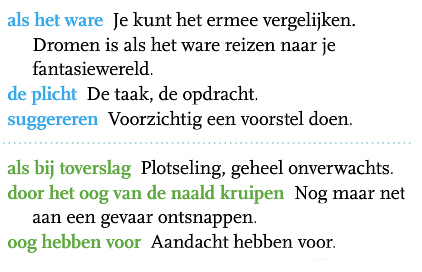 als het ware Je kunt het ermee vergelijken.
Dromen is als het ware reizen naar je
fantasiewereld.
de plicht De taak, de opdracht.
suggereren Voorzichtig een voorstel doen.
als bij toverslag Plotseling, geheel onverwachts.
door het oog van de naald kruipen Nog maar net
aan een gevaar ontsnappen.
oog hebben voor Aandacht hebben voor.